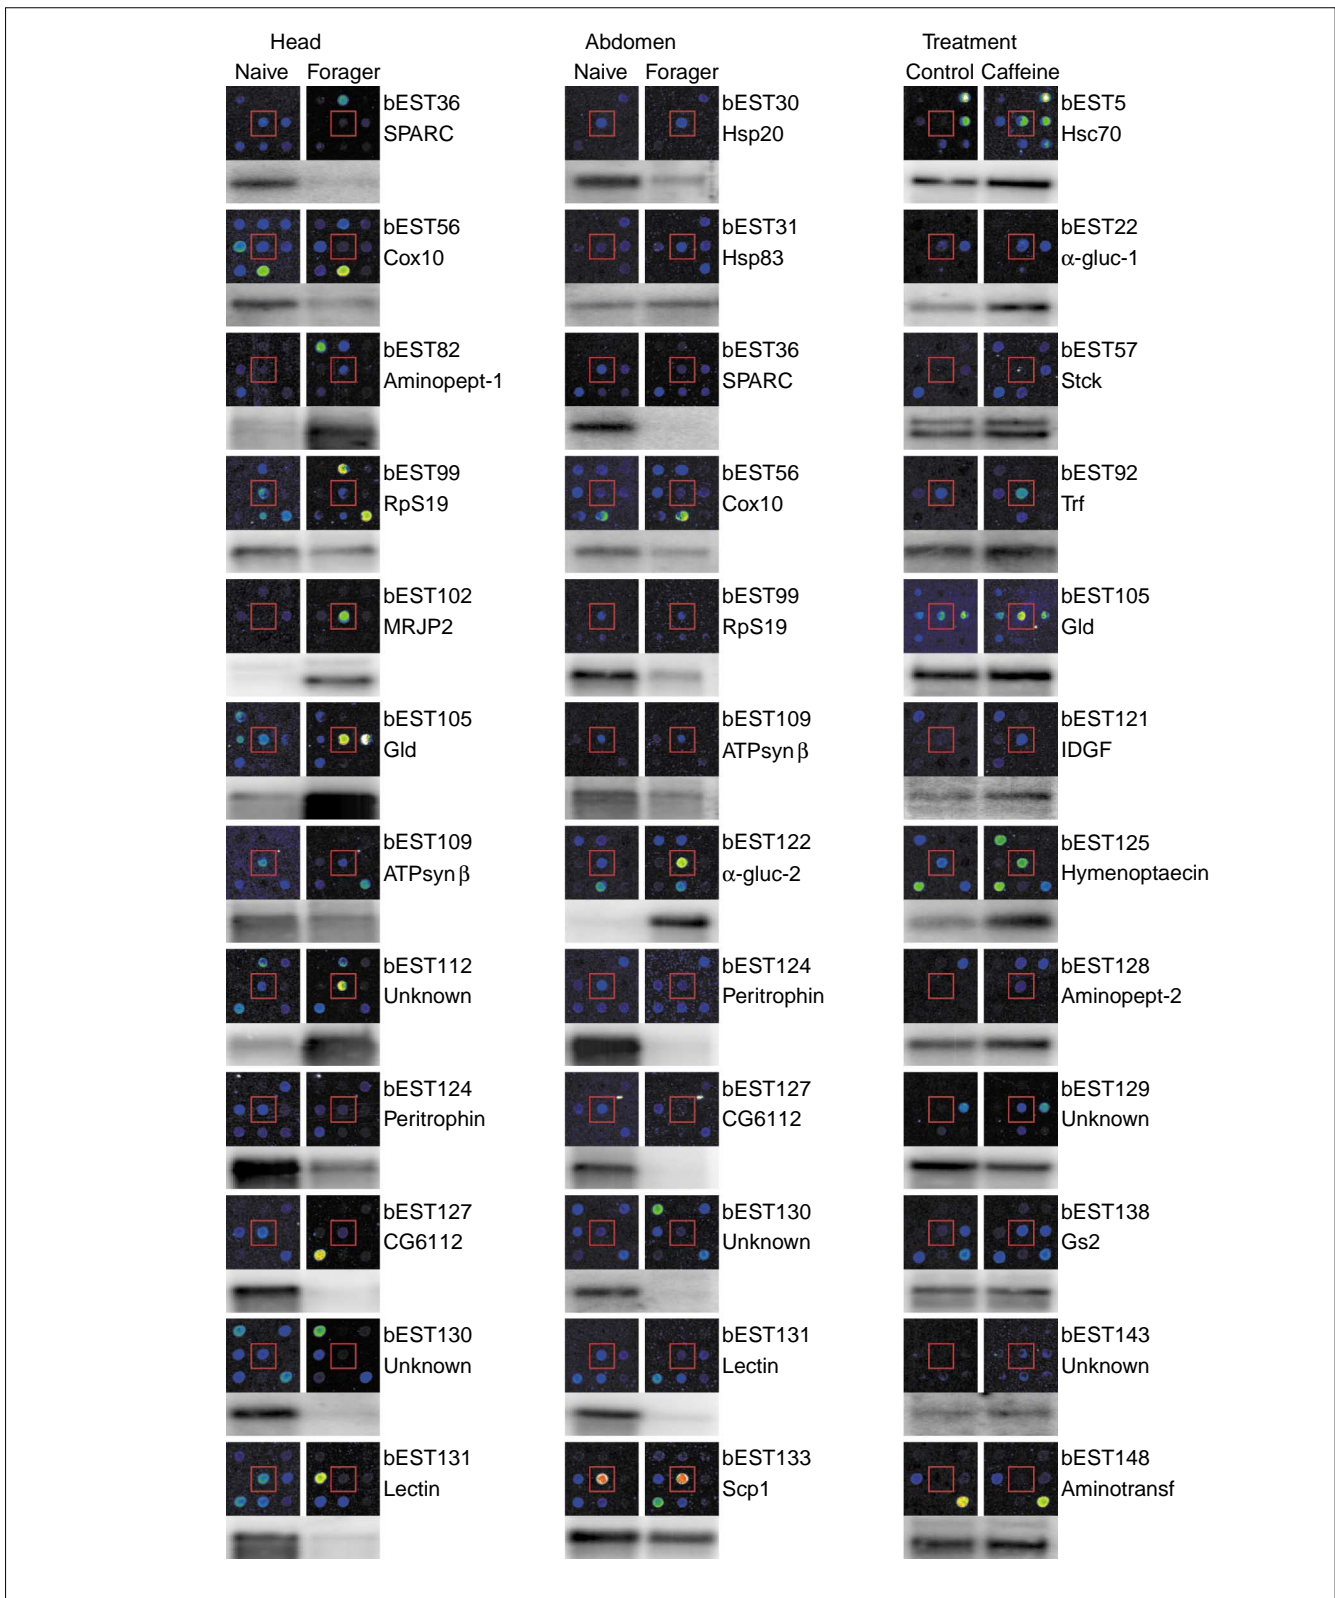 Head
Naive Forager
bEST36
SPARC
bEST56
Cox10
bEST82
Aminopept-1
bEST99
RpS19
bEST102
MRJP2
bEST105
Gld
bEST109
ATPsyn β
bEST112
Unknown
bEST124
Peritrophin
bEST127
CG6112
bEST130
Unknown
bEST131
Lectin
Abdomen
Naive Forager
bEST30
Hsp20
bEST31
Hsp83
bEST36
SPARC
bEST56
Cox10
bEST99
RpS19
bEST109
ATPsyn β
bEST122
α-gluc-2
bEST124
Peritrophin
bEST127
CG6112
bEST130
Unknown
bEST131
Lectin
bEST133
Scp1
Treatment
Control Caffeine
bEST5
Hsc70
bEST22
α-gluc-1
bEST57
Stck
bEST92
Trf
bEST105
Gld
bEST121
IDGF
bEST125
Hymenoptaecin
bEST128
Aminopept-2
bEST129
Unknown
bEST138
Gs2
bEST143
Unknown
bEST148
Aminotransf